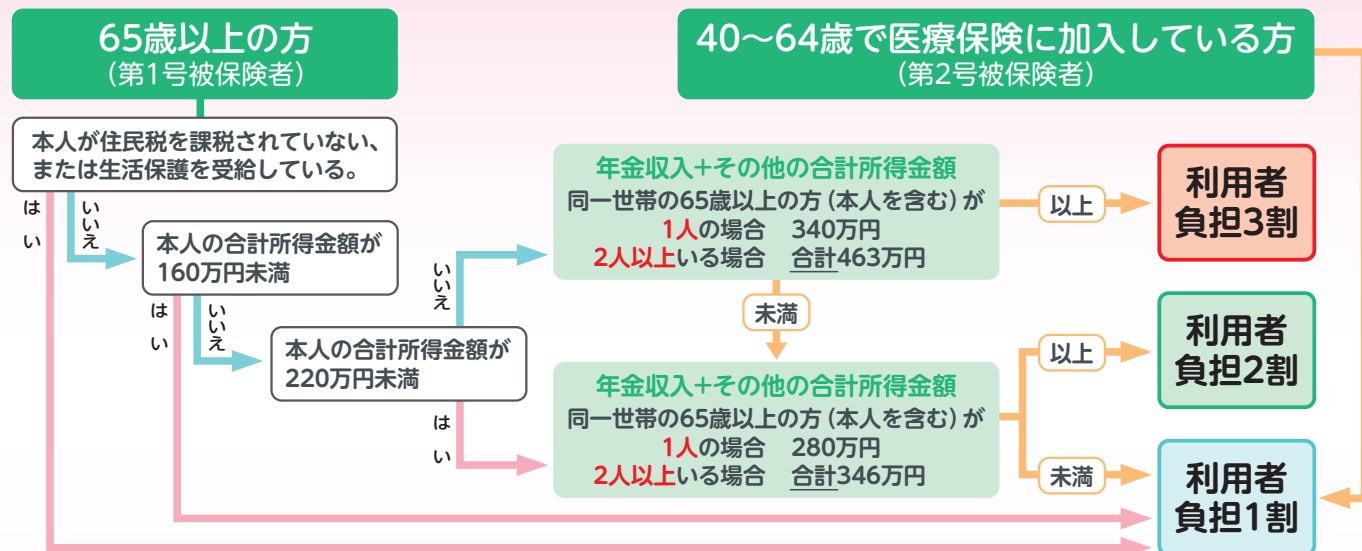 65歳以上の方
(第1号被保険者)
40〜64歳で医療保険に加入している方
(第2号被保険者)
本人が住民税を課税されていない、
または生活保護を受給している。
はい
いいえ
本人の合計所得金額が
160万円未満
はい
いいえ
本人の合計所得金額が
220万円未満
いいえ
はい
年金収入+その他の合計所得金額
同一世帯の65歳以上の方(本人を含む)が
1人の場合 340万円
2人以上いる場合 合計463万円
以上
利用者
負担3割
未満
年金収入+その他の合計所得金額
同一世帯の65歳以上の方(本人を含む)が
1人の場合 280万円
2人以上いる場合 合計346万円
以上
利用者
負担2割
未満
利用者
負担1割